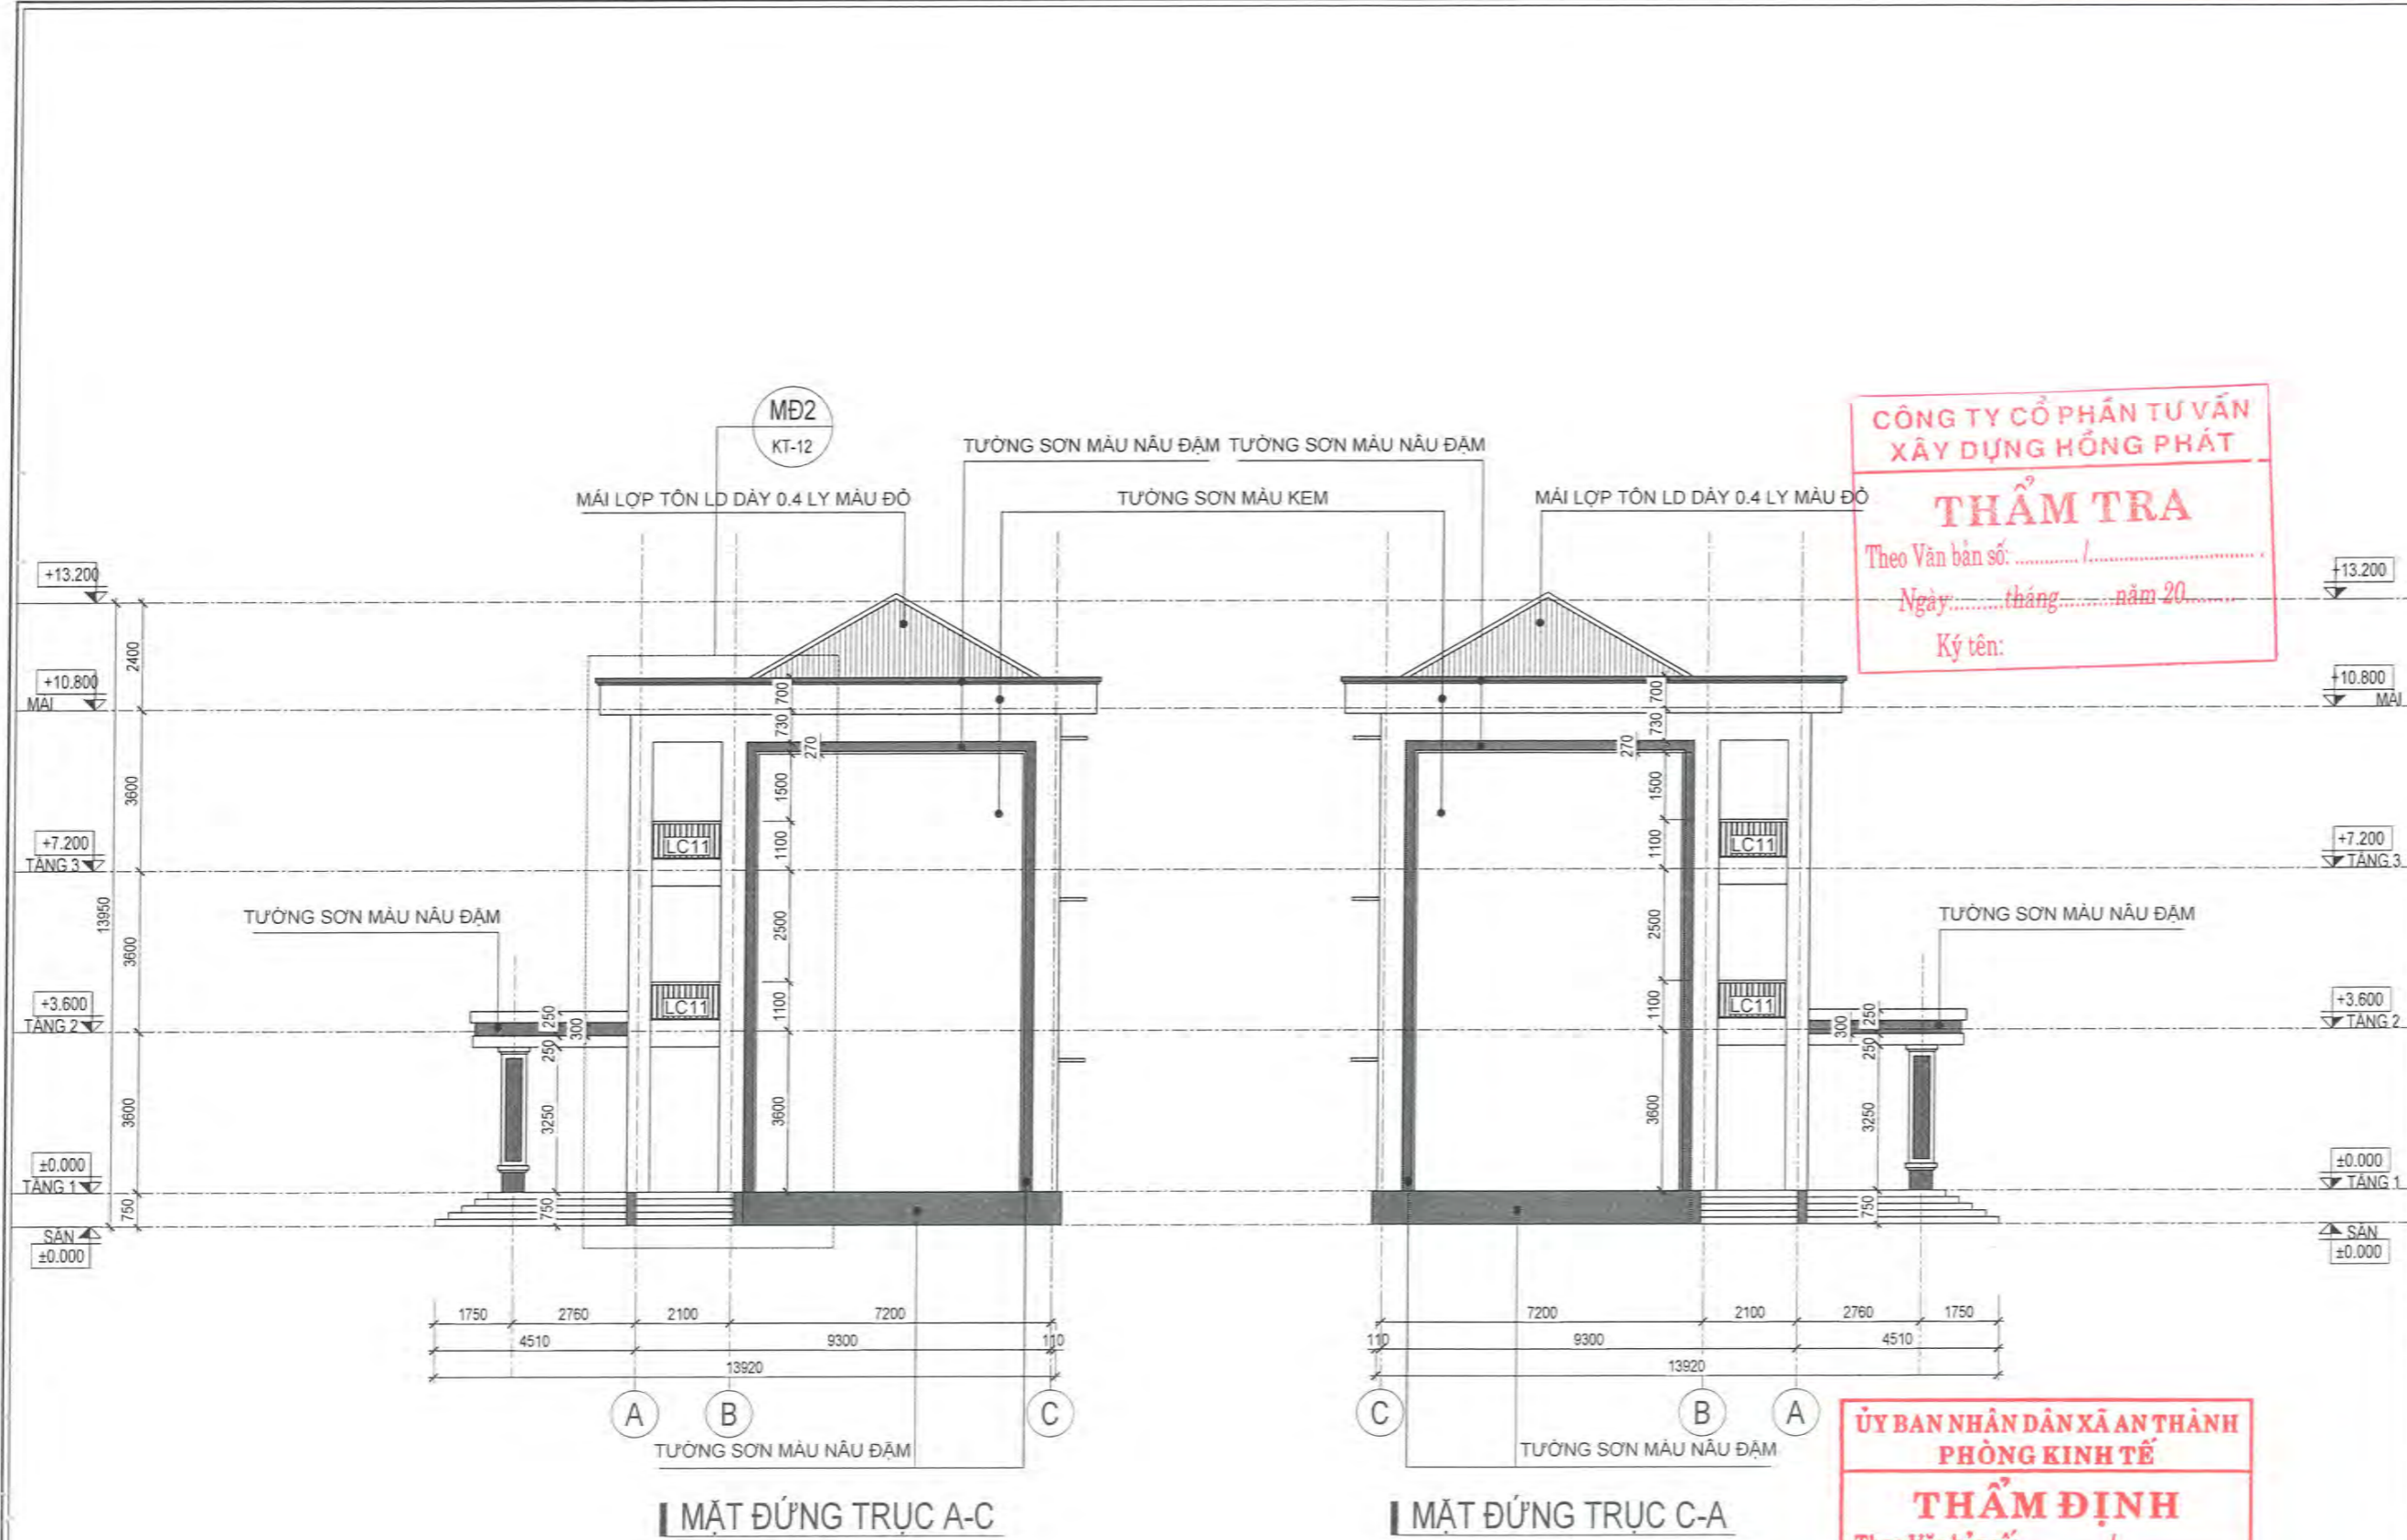 MĐ2
KT-12
TƯỜNG SƠN MÀU NÂU ĐẬM
TƯỜNG SƠN MÀU NÂU ĐẬM
MÁI LỢP TÔN LD DÀY 0.4 LY MÀU ĐỎ
TƯỜNG SƠN MÀU KEM
MÁI LỢP TÔN LD DÀY 0.4 LY MÀU ĐỎ
CÔNG TY CỔ PHẦN TƯ VẤN
XÂY DỰNG HỒNG PHÁT
THẨM TRA
Theo Văn bản số: ............/................................
Ngày:.........tháng.........năm 20.........
Ký tên:
+13.200
2400
+10.800
MÁI
3600
+7.200
TẦNG 3
13950
3600
+3.600
TẦNG 2
3600
±0.000
TẦNG 1
750
SÂN
±0.000
TƯỜNG SƠN MÀU NÂU ĐẬM
250
300
250
3250
750
LC11
LC11
700
730
270
1500
1100
2500
1100
3600
700
730
270
1500
1100
2500
1100
3600
LC11
LC11
TƯỜNG SƠN MÀU NÂU ĐẬM
250
300
250
3250
750
+13.200
+10.800
MÁI
+7.200
TẦNG 3
+3.600
TẦNG 2
±0.000
TẦNG 1
SÂN
±0.000
1750 2760 2100 7200
4510 9300 110
13920
A B C
TƯỜNG SƠN MÀU NÂU ĐẬM
MẶT ĐỨNG TRỤC A-C
7200 2100 2760 1750
110 9300 4510
13920
C B A
TƯỜNG SƠN MÀU NÂU ĐẬM
MẶT ĐỨNG TRỤC C-A
ỦY BAN NHÂN DÂN XÃ AN THÀNH
PHÒNG KINH TẾ
THẨM ĐỊNH